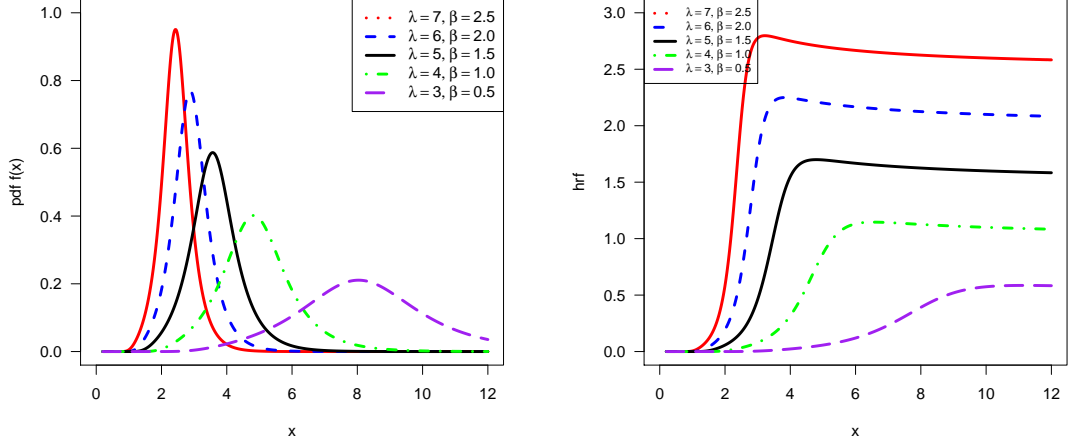 pdf f(x)
1.0
0.8
0.6
0.4
0.2
0.0
λ = 7, β = 2.5
λ = 6, β = 2.0
λ = 5, β = 1.5
λ = 4, β = 1.0
λ = 3, β = 0.5
0 2 4 6 8 10 12
x
hrf
3.0
2.5
2.0
1.5
1.0
0.5
0.0
λ = 7, β = 2.5
λ = 6, β = 2.0
λ = 5, β = 1.5
λ = 4, β = 1.0
λ = 3, β = 0.5
0 2 4 6 8 10 12
x